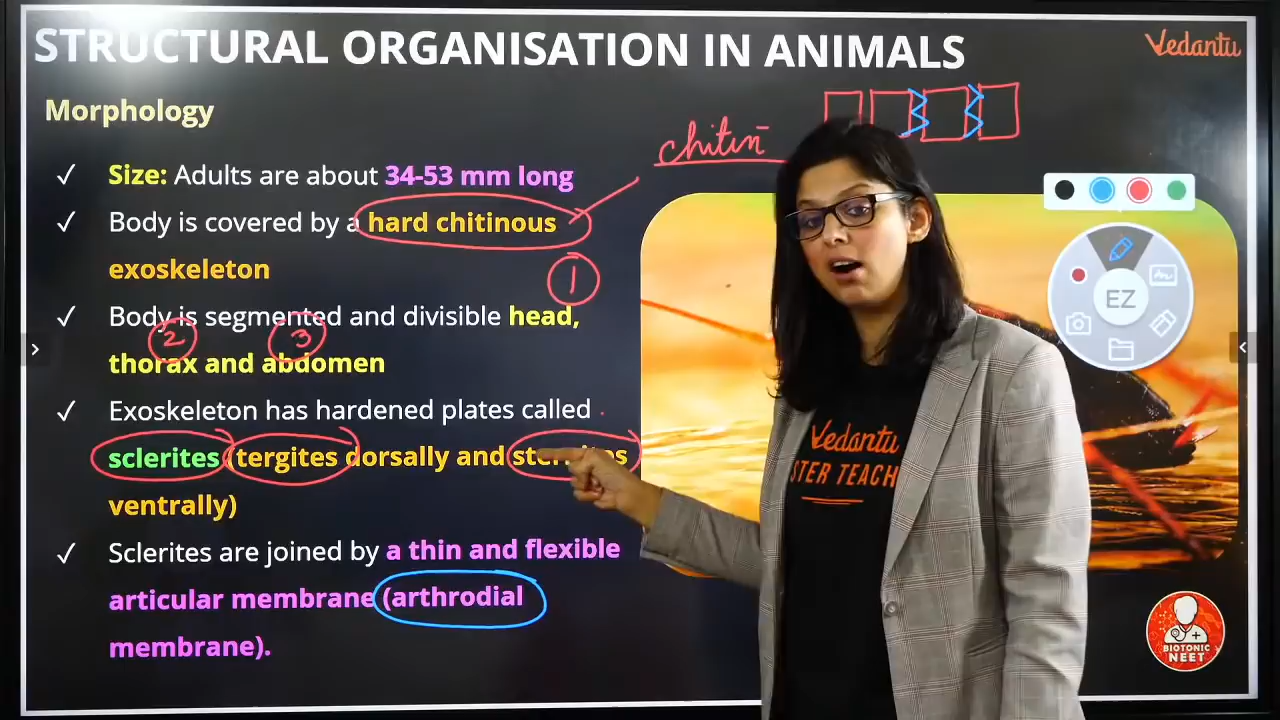 STRUCTURAL ORGANISATION IN ANIMALS
Vedantu
Morphology
chitin
✓ Size: Adults are about 34-53 mm long
✓ Body is covered by a hard chitinous
exoskeleton
1
✓ Body is segmented and divisible head,
2 3
thorax and abdomen
✓ Exoskeleton has hardened plates called
sclerites (tergites dorsally and sternites
ventrally)
✓ Sclerites are joined by a thin and flexible
articular membrane (arthrodial
membrane).
EZ
Vedantu
STER TEACH
BIOTONIC
NEET